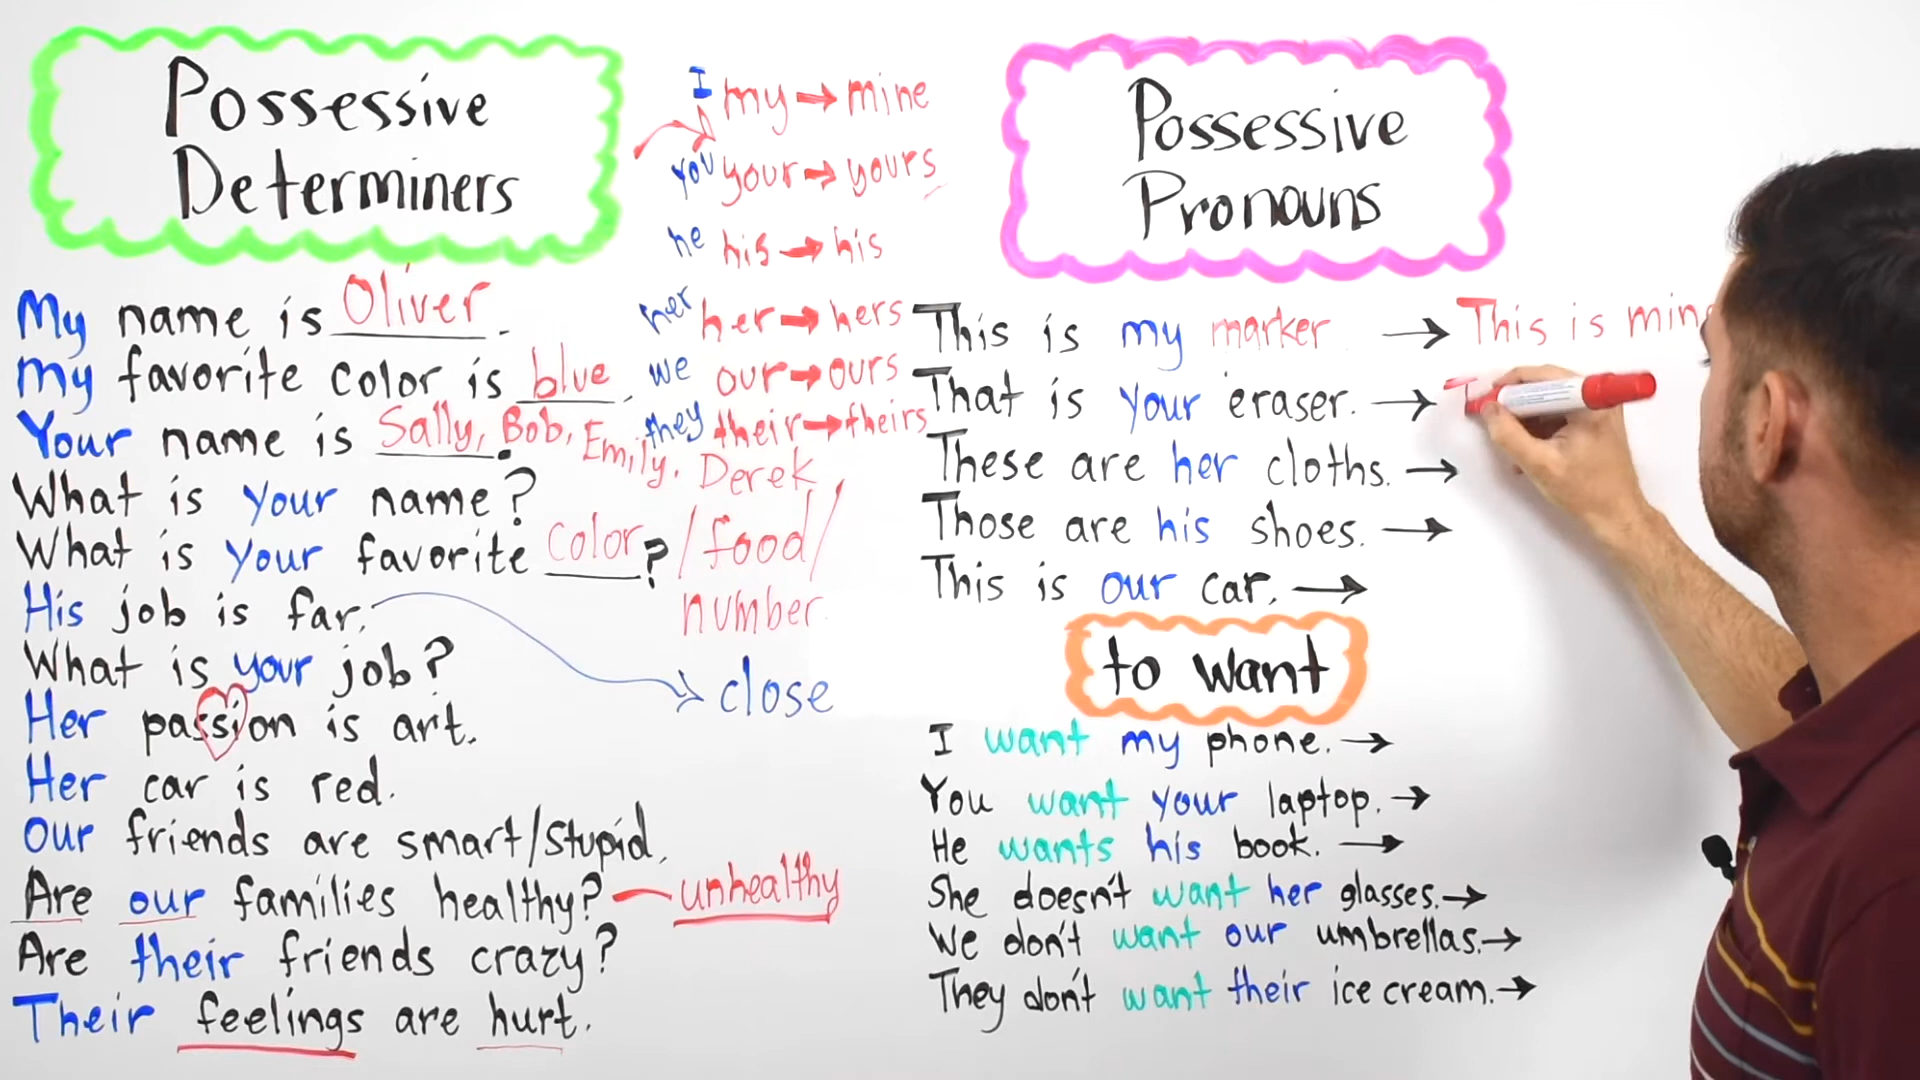 Possessive
Determiners
My name is Oliver.
My favorite color is blue.
Your name is Sally, Bob, Emily, Derek
What is your name?
What is your favorite color? / food / number
His job is far.
close
What is your job?
Her passion is art.
Her car is red.
Our friends are smart/stupid.
Are our families healthy? — unhealthy
Are their friends crazy?
Their feelings are hurt.
I my → mine
you your → yours
he his → his
her her → hers
we our → ours
they their → theirs
Possessive
Pronouns
This is my marker → This is mine
That is your eraser. → T
These are her cloths. →
Those are his shoes. →
This is our car. →
to want
I want my phone. →
You want your laptop. →
He wants his book. →
She doesn't want her glasses. →
We don't want our umbrellas. →
They don't want their ice cream. →